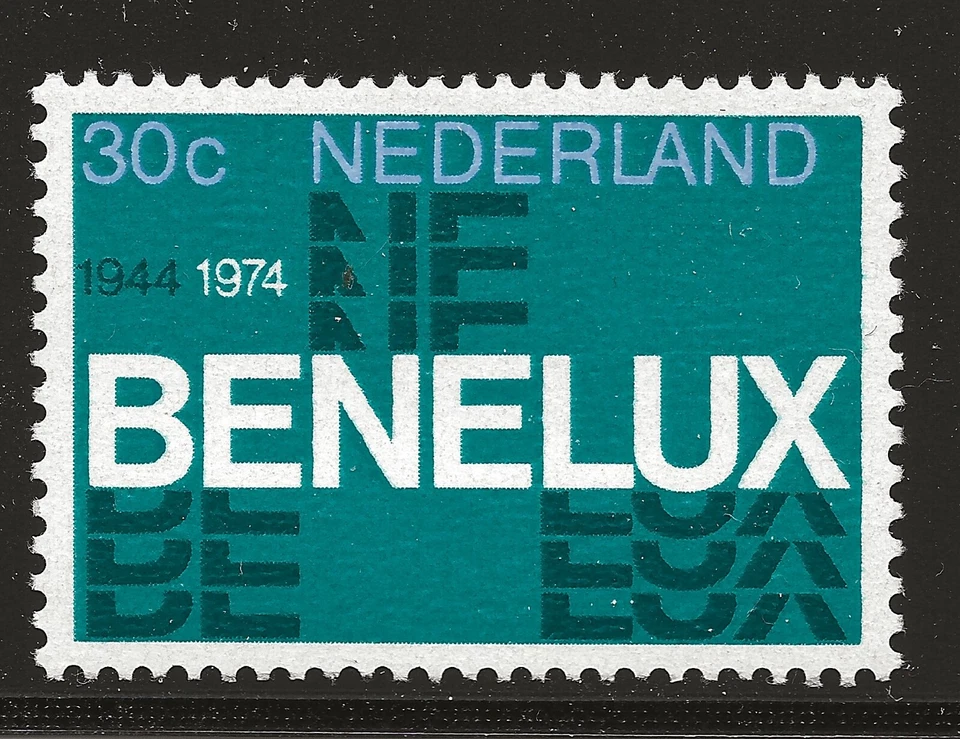 30c NEDERLAND
1944 1974
BENELUX